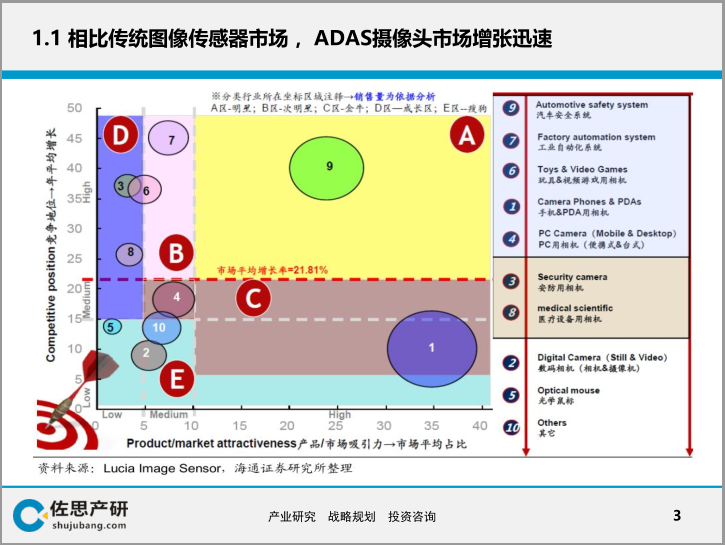 1.1 相比传统图像传感器市场 ，ADAS摄像头市场增张迅速
※分类行业所在坐标区域注释→销售量为依据分析
A区-明星；B区-次明星；C区-金牛；D区—成长区；E区--瘦狗
Competitive position竞争地位→年平均增长
50
45
40
35
30
25
20
15
10
5
0
High
Medium
Low
D
7
A
9
3
6
8
B
市场平均增长率=21.81%
4
C
5
10
2
1
E
Low
Medium
High
0
5
10
15
20
25
30
35
40
Product/market attractiveness产品/市场吸引力→市场平均占比
9 Automotive safety system
汽车安全系统
7 Factory automation system
工业自动化系统
6 Toys & Video Games
玩具&视频游戏用相机
1 Camera Phones & PDAs
手机&PDA用相机
4 PC Camera (Mobile & Desktop)
PC用相机（便携式&台式）
3 Security camera
安防用相机
8 medical scientific
医疗设备用相机
2 Digital Camera（Still & Video）
数码相机（相机&摄像机）
5 Optical mouse
光学鼠标
10 Others
其它
资料来源：Lucia Image Sensor，海通证券研究所整理
佐思产研
shujubang.com
产业研究 战略规划 投资咨询
3